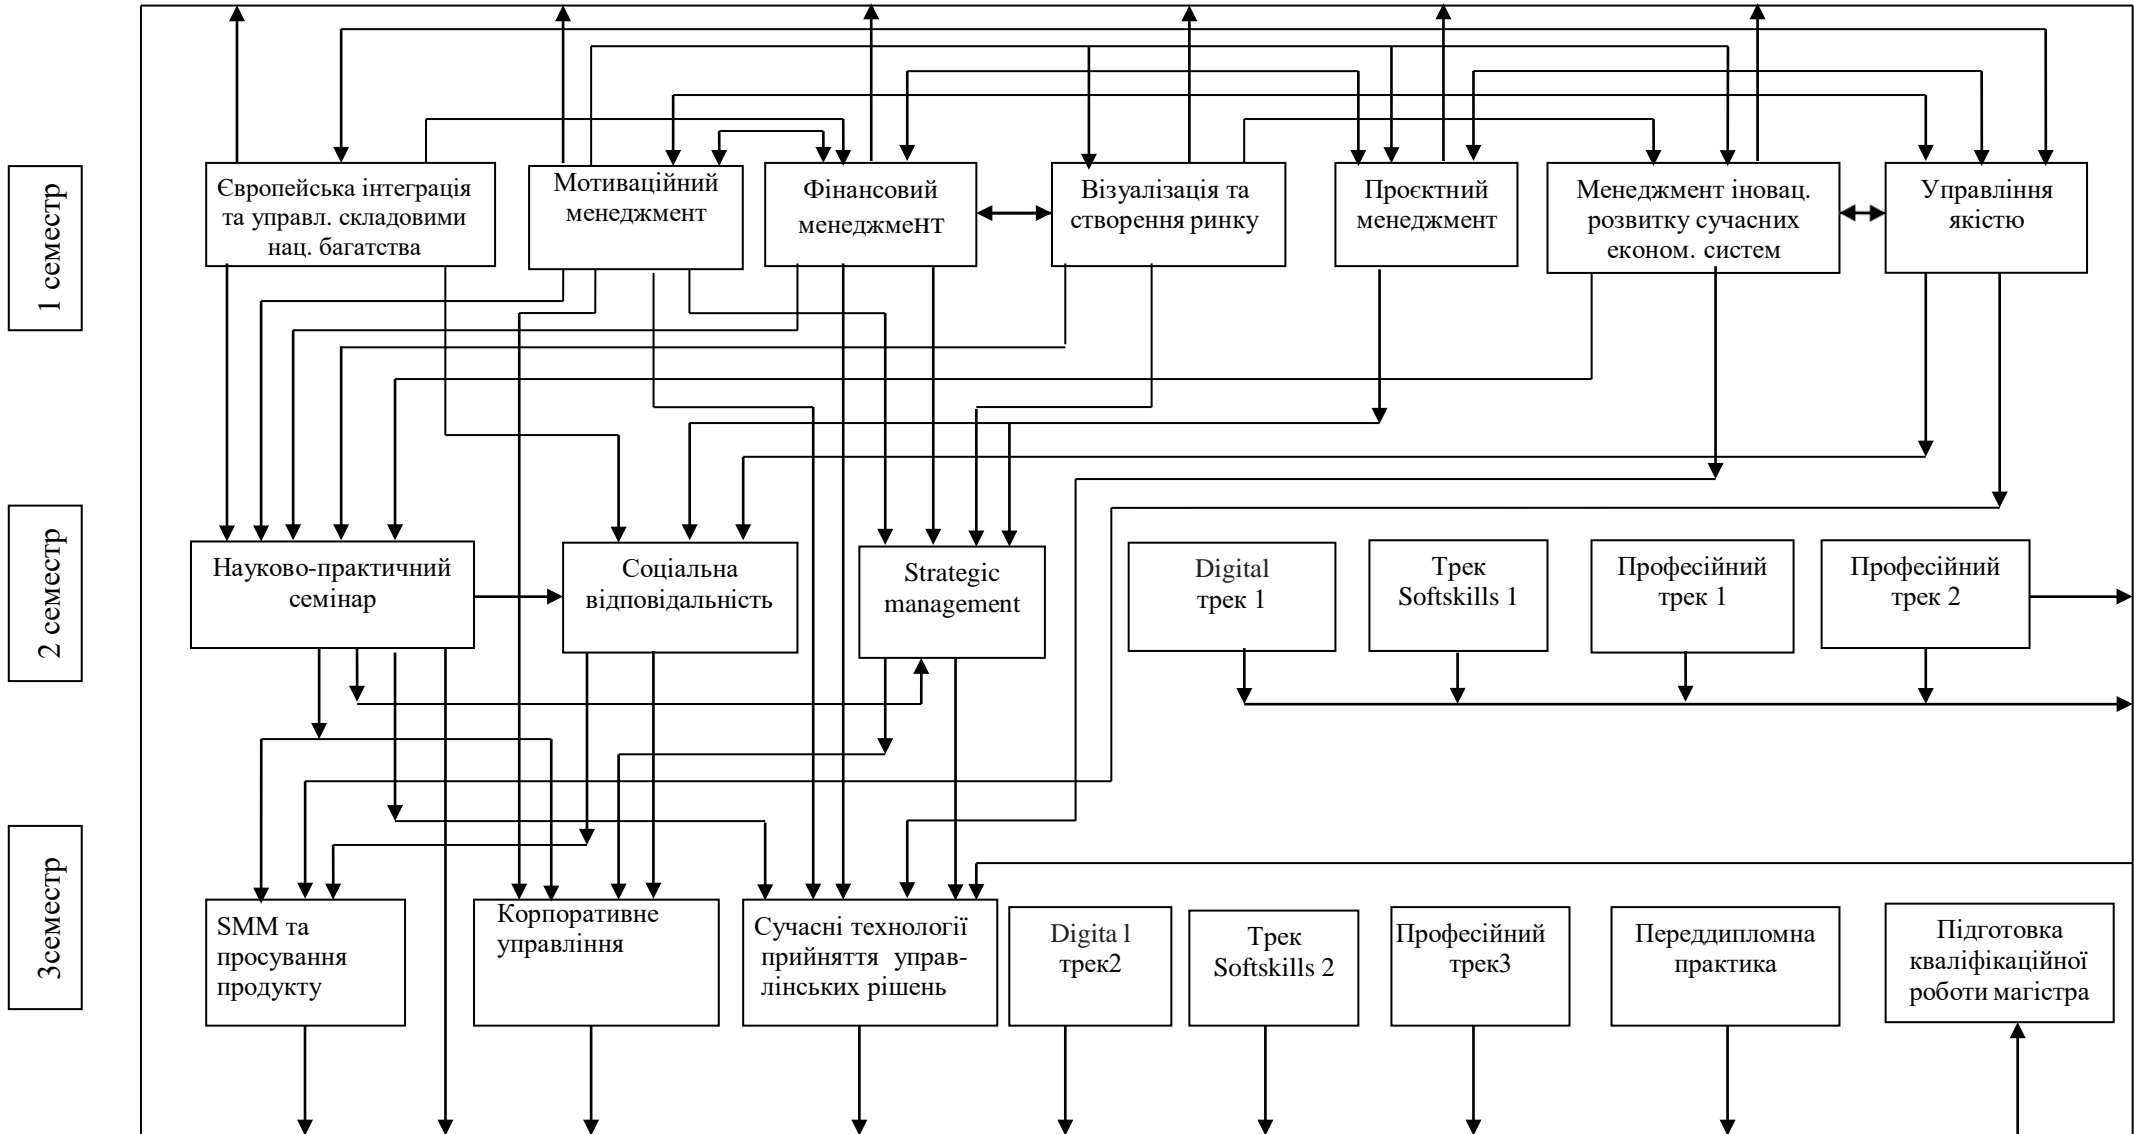 1 семестр
Європейська інтеграція
та управл. складовими
нац. багатства
Мотиваційний
менеджмент
Фінансовий
менеджмент
Візуалізація та
створення ринку
Проєктний
менеджмент
Менеджмент іновац.
розвитку сучасних
економ. систем
Управління
якістю
2 семестр
Науково-практичний
семінар
Соціальна
відповідальність
Strategic
management
Digital
трек 1
Трек
Softskills 1
Професійний
трек 1
Професійний
трек 2
3семестр
SMM та
просування
продукту
Корпоративне
управління
Сучасні технології
прийняття управ-
лінських рішень
Digita l
трек2
Трек
Softskills 2
Професійний
трек3
Переддипломна
практика
Підготовка
кваліфікаційної
роботи магістра